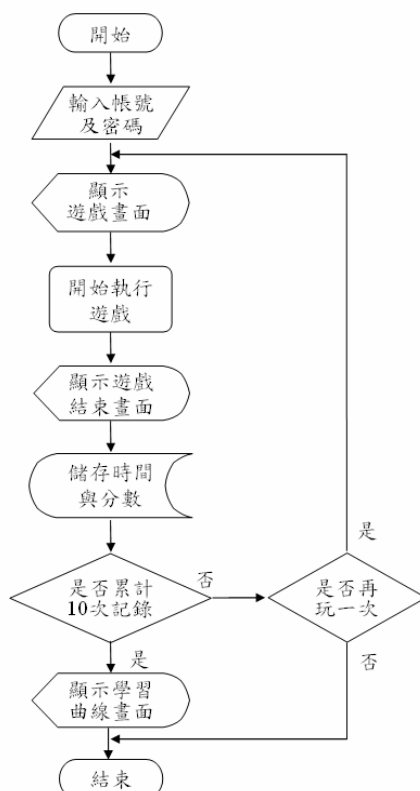 開始
輸入帳號
及密碼
顯示
遊戲畫面
開始執行
遊戲
顯示遊戲
結束畫面
儲存時間
與分數
是否累計
10次記錄
否
是否再
玩一次
是
否
是
顯示學習
曲線畫面
結束